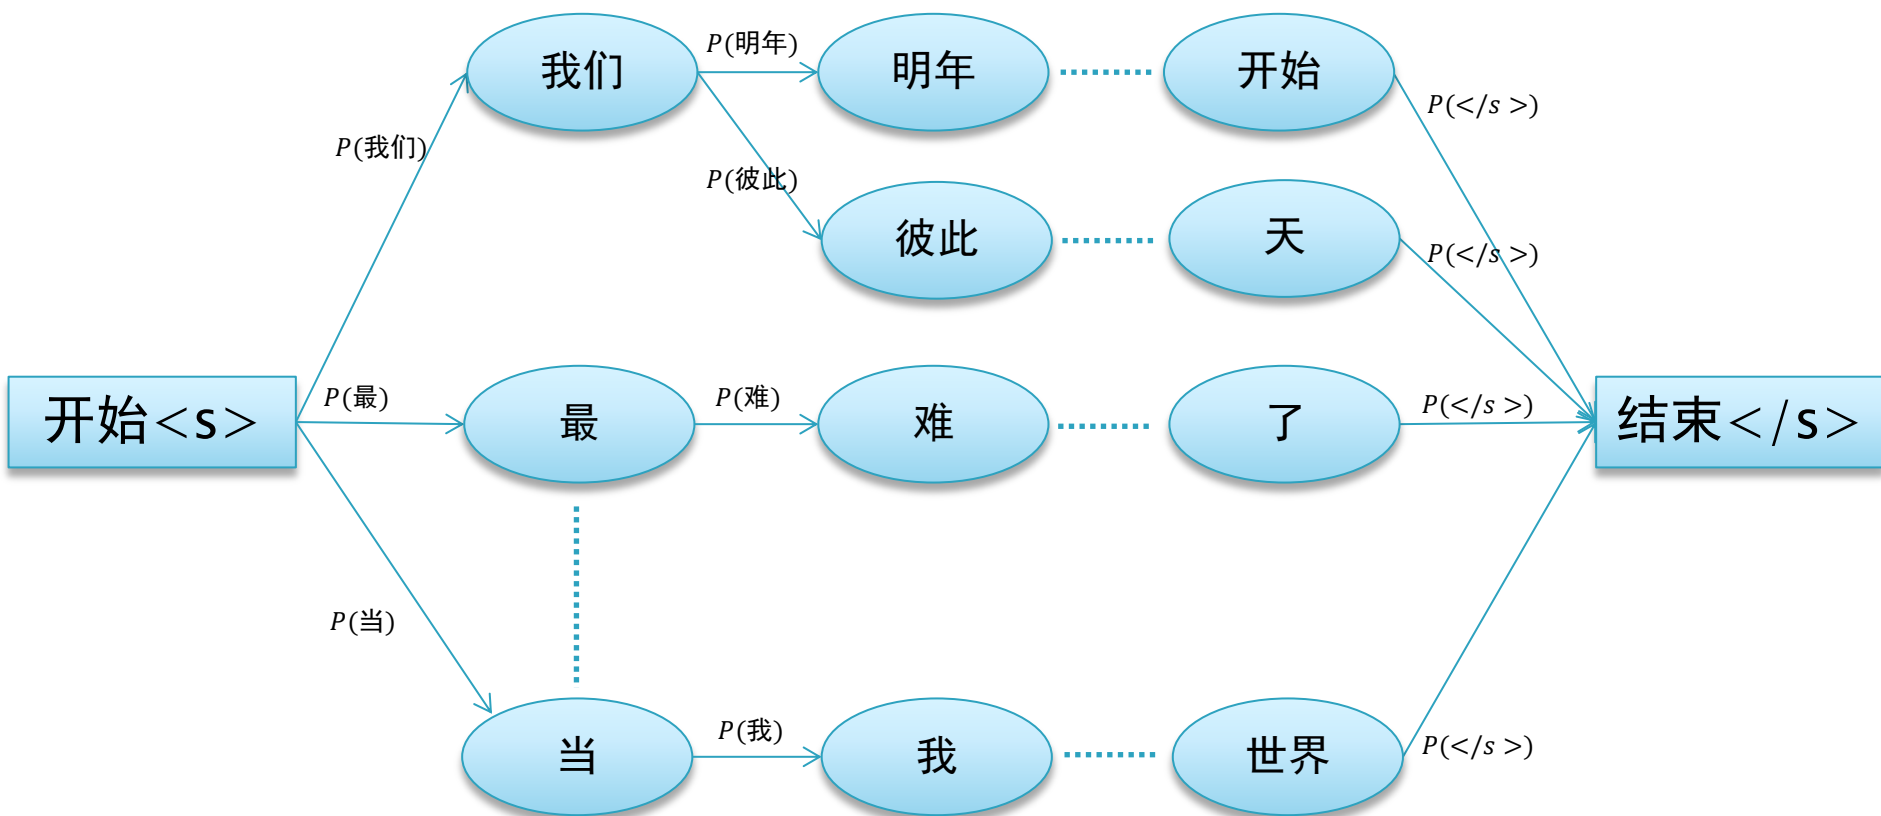 我们
P(明年)
明年
开始
P(</s >)
P(我们)
P(彼此)
彼此
天
P(</s >)
开始<s>
P(最)
最
P(难)
难
了
P(</s >)
结束</s>
P(当)
当
P(我)
我
世界
P(</s >)